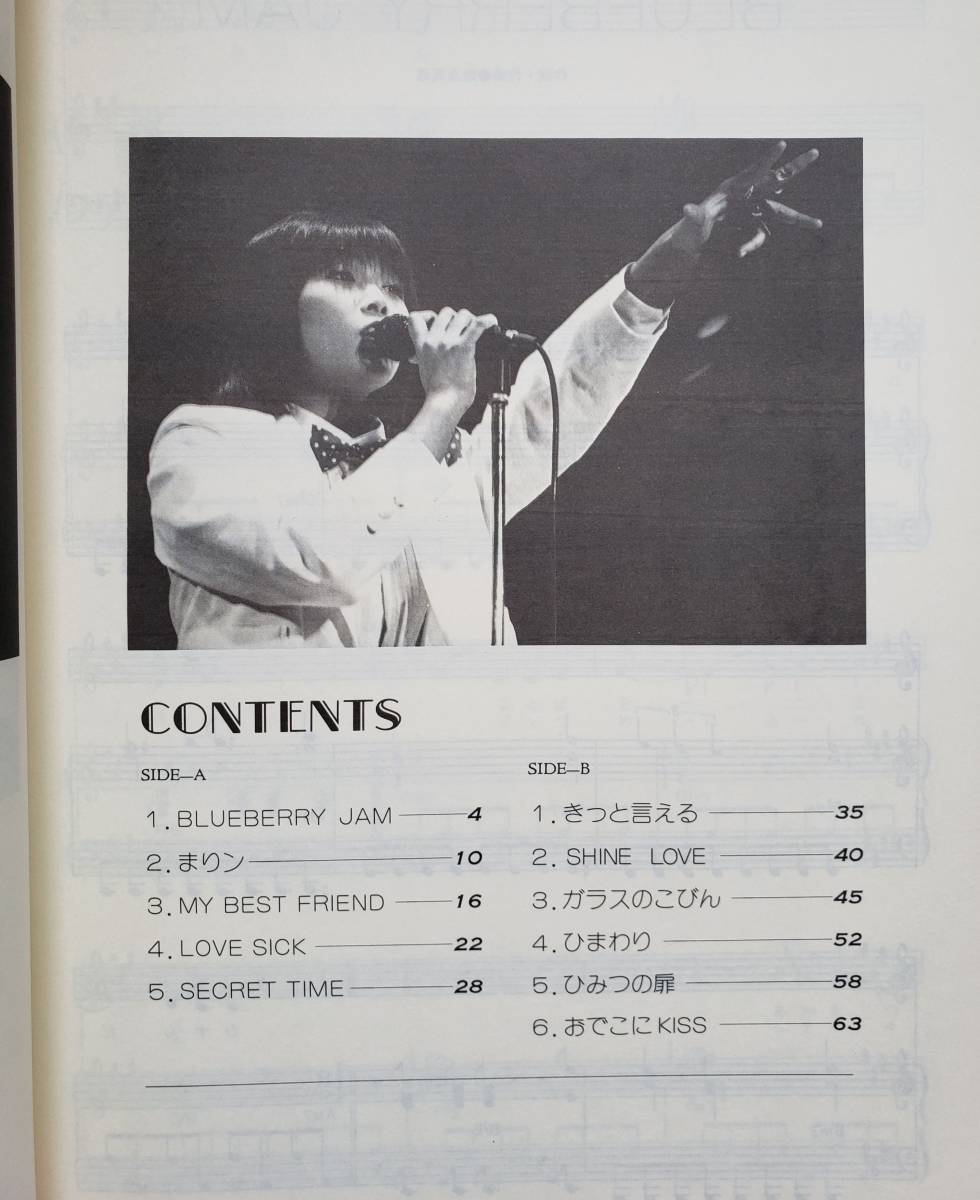 CONTENTS
SIDE—A
1. BLUEBERRY JAM — 4
2. まりン — 10
3. MY BEST FRIEND — 16
4. LOVE SICK — 22
5. SECRET TIME — 28
SIDE—B
1. きっと言える — 35
2. SHINE LOVE — 40
3. ガラスのこびん — 45
4. ひまわり — 52
5. ひみつの扉 — 58
6. おでこにKISS — 63